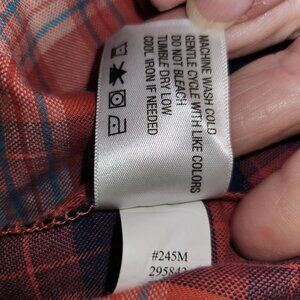 MACHINE WASH COLD
GENTLE CYCLE WITH LIKE COLORS
DO NOT BLEACH
TUMBLE DRY LOW
COOL IRON IF NEEDED
#245M
295842